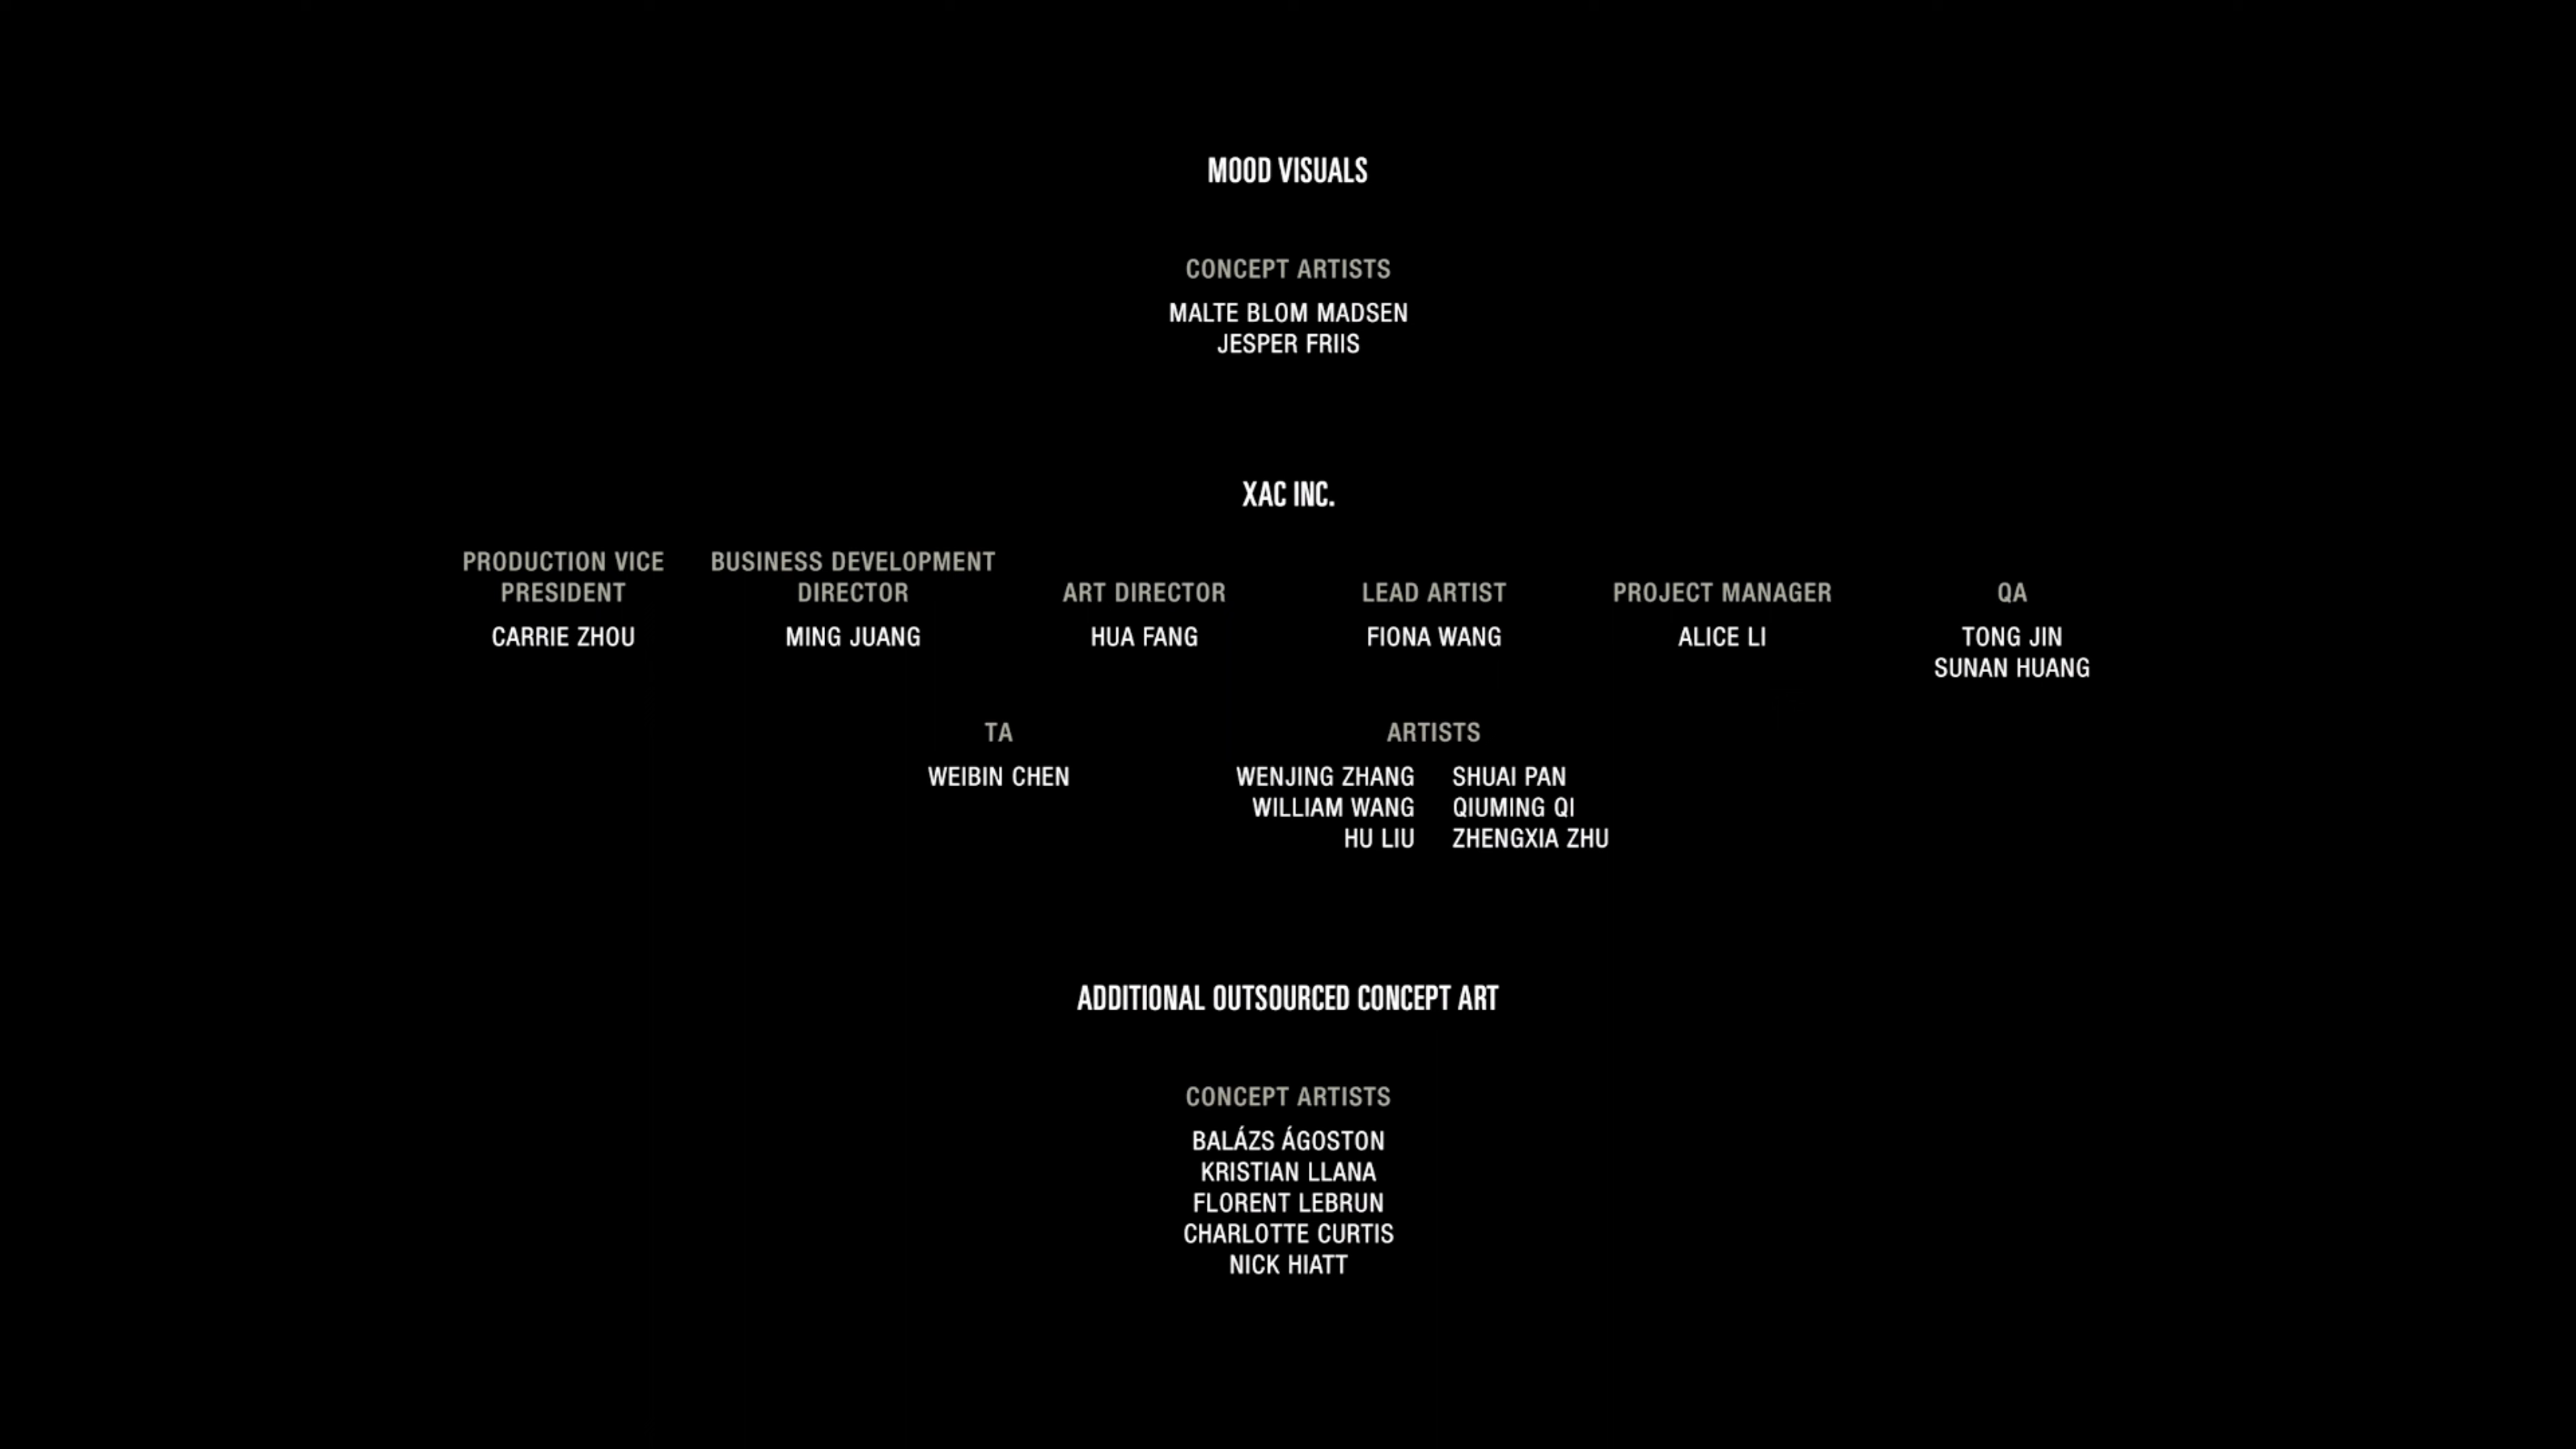 MOOD VISUALS
CONCEPT ARTISTS
MALTE BLOM MADSEN
JESPER FRIIS
XAC INC.
PRODUCTION VICE
PRESIDENT
CARRIE ZHOU
BUSINESS DEVELOPMENT
DIRECTOR
MING JUANG
ART DIRECTOR
HUA FANG
LEAD ARTIST
FIONA WANG
PROJECT MANAGER
ALICE LI
QA
TONG JIN
SUNAN HUANG
TA
WEIBIN CHEN
ARTISTS
WENJING ZHANG SHUAI PAN
WILLIAM WANG QIUMING QI
HU LIU ZHENGXIA ZHU
ADDITIONAL OUTSOURCED CONCEPT ART
CONCEPT ARTISTS
BALÁZS ÁGOSTON
KRISTIAN LLANA
FLORENT LEBRUN
CHARLOTTE CURTIS
NICK HIATT